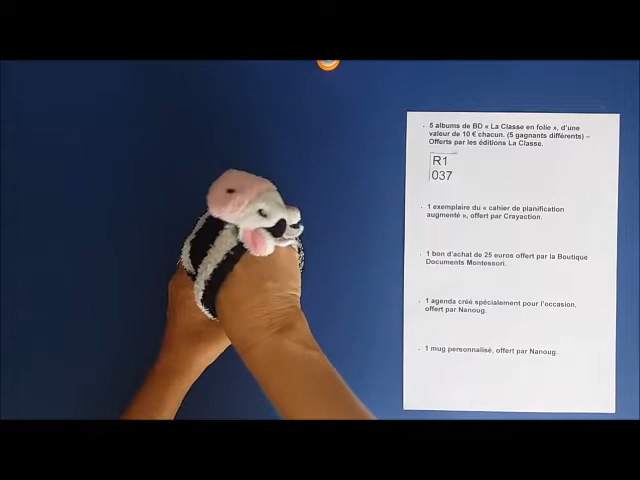 - 5 albums de BD « La Classe en folie », d'une
valeur de 10 € chacun. (5 gagnants différents) –
Offerts par les éditions La Classe.
R1
037
- 1 exemplaire du « cahier de planification
augmenté », offert par Crayaction.
- 1 bon d'achat de 25 euros offert par la Boutique
Documents Montessori.
- 1 agenda créé spécialement pour l'occasion,
offert par Nanoug.
- 1 mug personnalisé, offert par Nanoug.